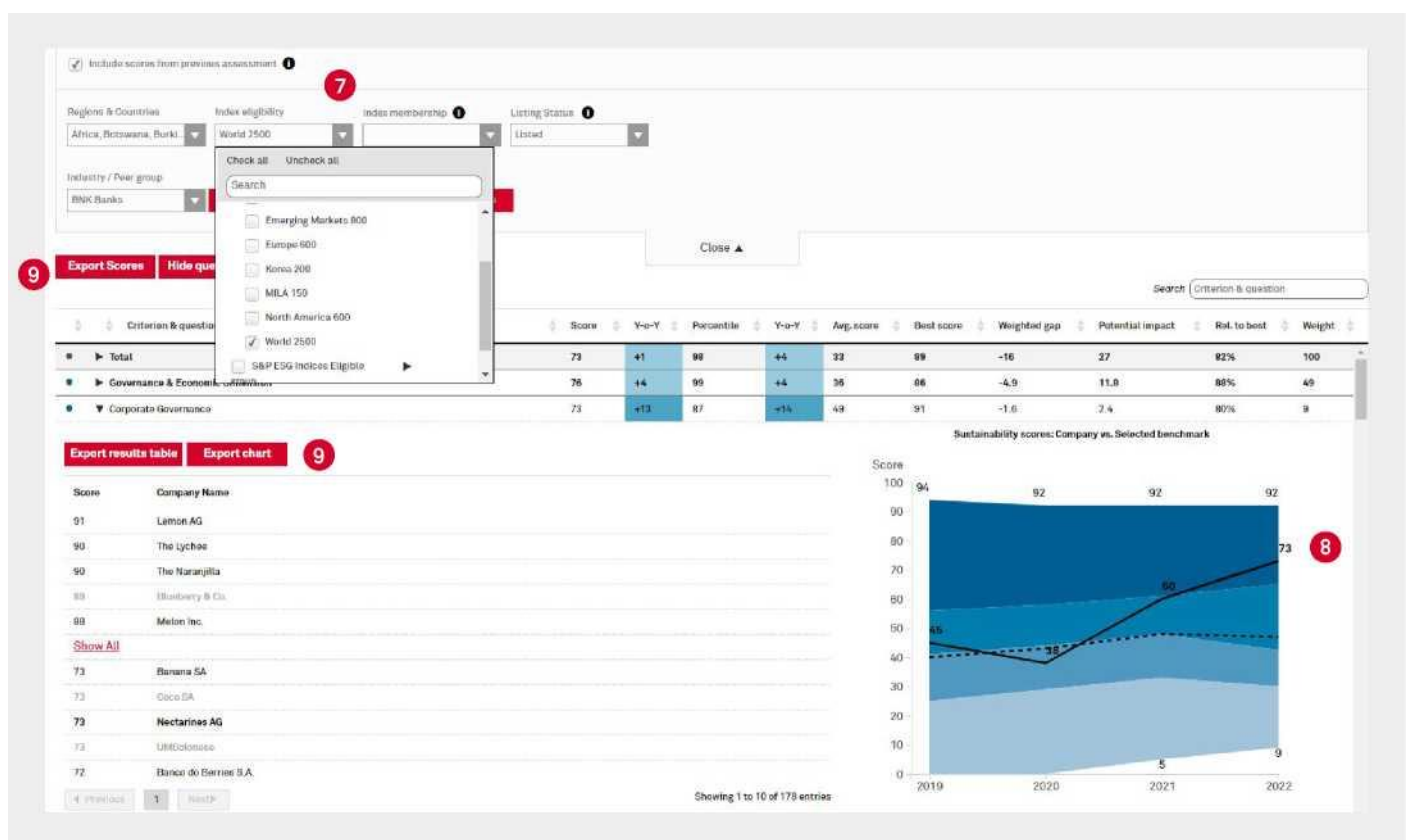 Include scores from previous assessment i
7
Regions & Countries Index eligibility Index membership i Listing Status i
Africa, Botswana, Burki.. World 2500 Listed
Check all Uncheck all
Industry / Peer group
Search
BNK Banks
Emerging Markets 800
Europe 600
Close ▲
9 Export Scores Hide que
Korea 200
MILA 150
Search Criterion & question
North America 600
Criterion & questio Score Y-o-Y Percentile Y-o-Y Avg. score Best score Weighted gap Potential impact Rel. to best Weight
World 2500
Total 73 +1 98 +4 33 89 -16 27 82% 100
S&P ESG Indices Eligible
Governance & Economic 76 +4 99 +4 36 86 -4.9 11.8 88% 49
Corporate Governance 73 +13 87 +14 49 91 -1.6 2.4 80% 9
Sustainability scores: Company vs. Selected benchmark
Export results table Export chart 9
Score
Score Company Name
100 94 92 92 92
91 Lemon AG
90
90 The Lychee
80
73 8
90 The Naranjilla
70
89 Blueberry & Co.
60
60
88 Melon Inc.
50
45
Show All
38
40
73 Banana SA
30
73 Coco SA
73 Nectarines AG
20
73
10
72 Banco do Berries S.A.
5 9
0
2019 2020 2021 2022
Previous 1 Next
Showing 1 to 10 of 178 entries